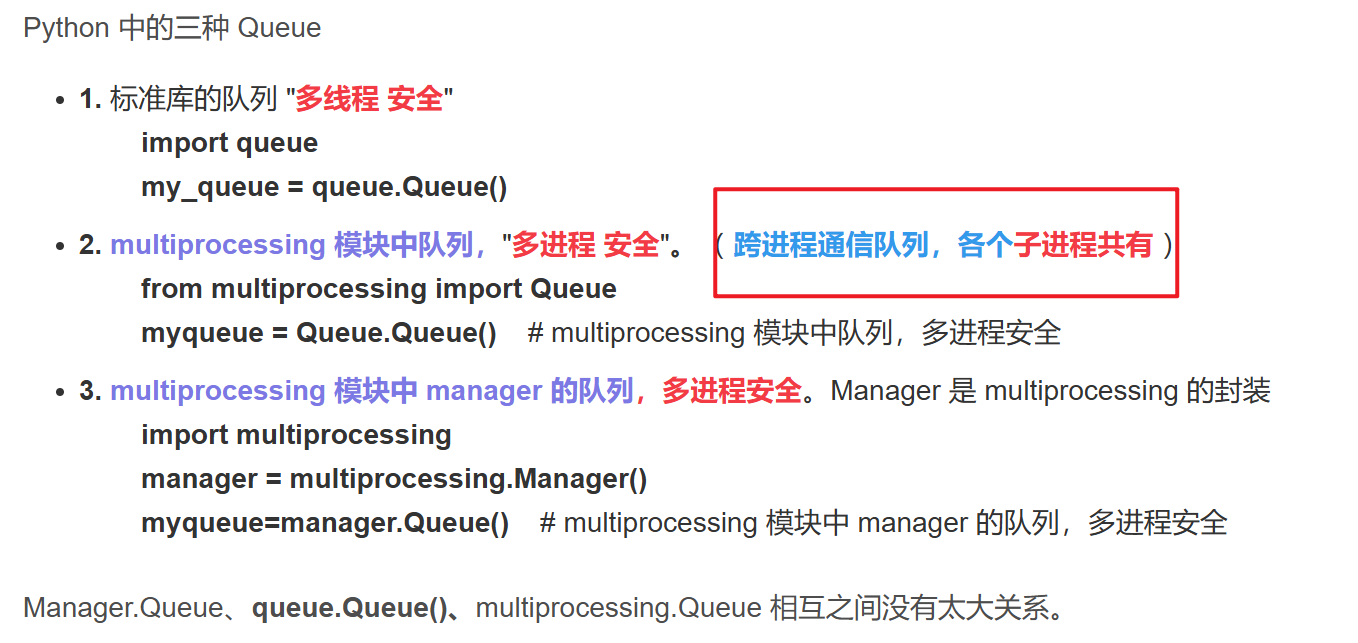 Python 中的三种 Queue
1. 标准库的队列 "多线程 安全"
import queue
my_queue = queue.Queue()
2. multiprocessing 模块中队列，"多进程 安全"。 （ 跨进程通信队列，各个子进程共有 ）
from multiprocessing import Queue
myqueue = Queue.Queue() # multiprocessing 模块中队列，多进程安全
3. multiprocessing 模块中 manager 的队列，多进程安全。Manager 是 multiprocessing 的封装
import multiprocessing
manager = multiprocessing.Manager()
myqueue=manager.Queue() # multiprocessing 模块中 manager 的队列，多进程安全
Manager.Queue、queue.Queue()、multiprocessing.Queue 相互之间没有太大关系。